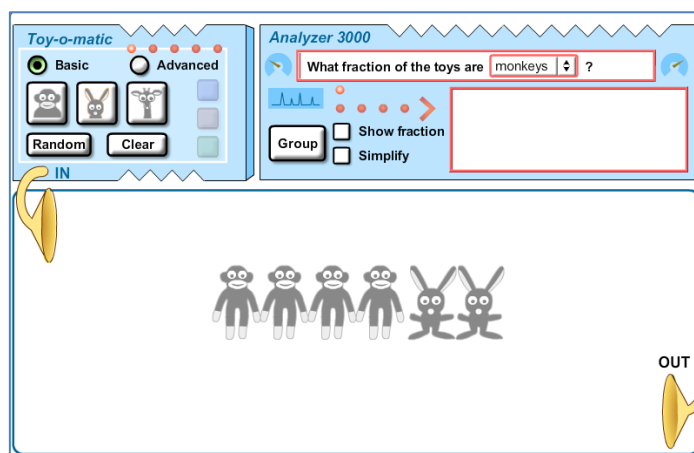 Toy-o-matic
Basic
Advanced
Random
Clear
IN
Analyzer 3000
What fraction of the toys are monkeys ?
Group
Show fraction
Simplify
OUT